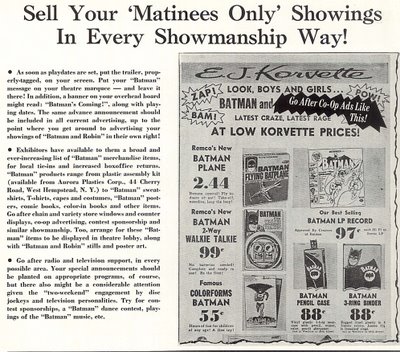 Sell Your 'Matinees Only' Showings
In Every Showmanship Way!
● As soon as playdates are set, put the trailer, prop-
erly-tagged, on your screen. Put your "Batman"
message on your theatre marquee — and leave it
there! In addition, a banner on your overhead board
might read: "Batman's Coming!", along with play-
ing dates. The same advance announcement should
be included in all current advertising, up to the
point where you get around to advertising your
showings of "Batman and Robin" in their own right!
● Exhibitors have available to them a broad and
ever-increasing list of "Batman" merchandise items,
for local tie-ins and increased boxoffice returns.
"Batman" products range from plastic assembly kit
(available from Aurora Plastics Corp., 44 Cherry
Road, West Hempstead, N. Y.) to "Batman" sweat
shirts, T-shirts, caps and costumes, "Batman" post-
ers, comic books, color-in books and other items.
Go after chain and variety store windows and counter
displays, co-op advertising, contest sponsorship and
similar showmanship. Too, arrange for these "Bat-
man" items to be displayed in theatre lobby, along
with "Batman and Robin" stills and poster art.
● Go after radio and television support, in every
possible area. Your special announcements should
be planted on appropriate programs, of course,
but there also might be a considerable attention
given the "two-weekend" engagement by disc
jockeys and television personalities. Try for con-
test sponsorships, a "Batman" dance contest, play-
ings of the "Batman" music, etc.
E.J. Korvette
ZAP!
BAM!
POW!
LOOK, BOYS AND GIRLS . . .
BATMAN and
Go After Co-Op Ads Like
This!
LATEST CRAZE, LATEST RAGE
AT LOW KORVETTE PRICES!
Remco's New
BATMAN
PLANE
2.44
BATMAN
FLYING BATPLANE
Remco's New
BATMAN
2-Way
WALKIE TALKIE
99¢
Famous
COLORFORMS
BATMAN
55¢
Our Best Selling
BATMAN LP RECORD
97¢
BATMAN
PENCIL CASE
88¢
BATMAN
3-RING BINDER
88¢